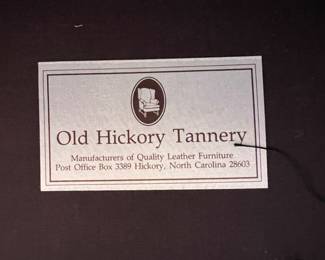 Old Hickory Tannery
Manufacturers of Quality Leather Furniture
Post Office Box 3389 Hickory, North Carolina 28603